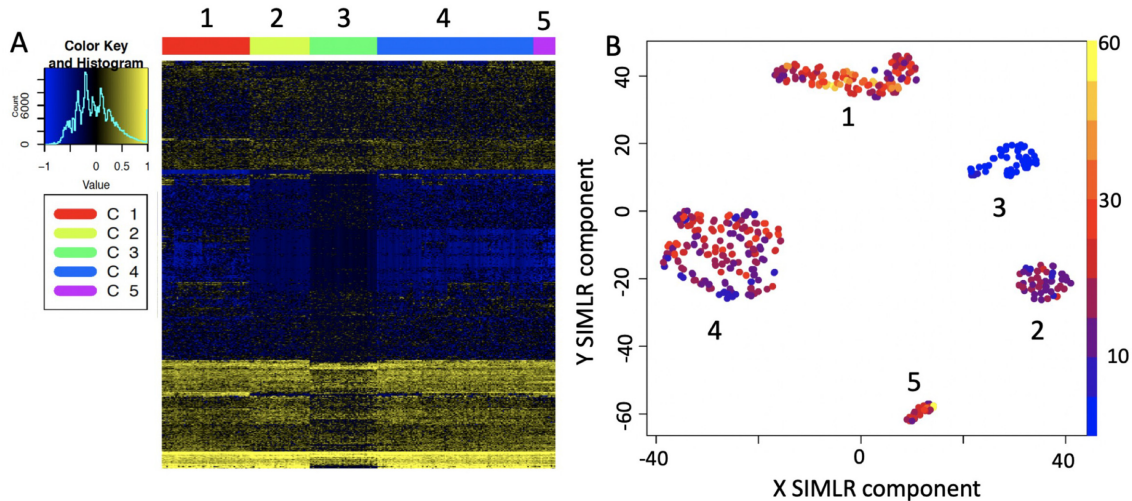 A
1 2 3 4 5
Color Key
and Histogram
Count
0 6000
-1 0 0.5 1
Value
C 1
C 2
C 3
C 4
C 5
B
60
30
10
40
20
0
-20
-40
-60
Y SIMLR component
1
3
4
2
5
-40 -20 0 20 40
X SIMLR component